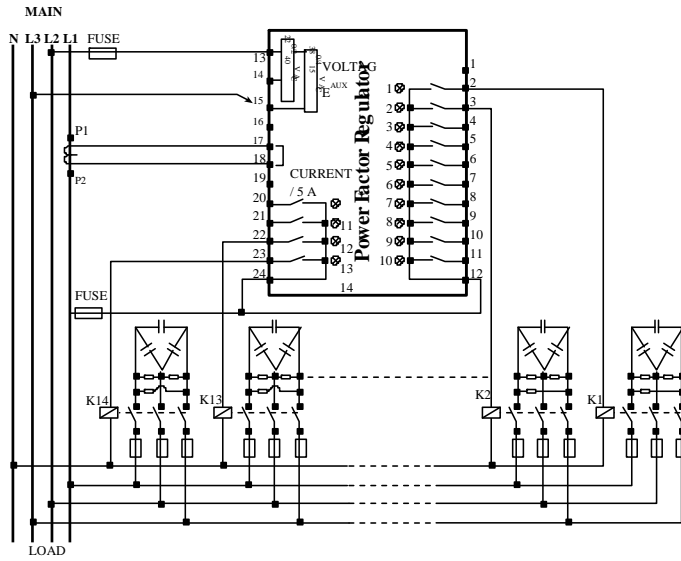 MAIN
N L3 L2 L1
FUSE
13
14
15
16
17
18
19
20
21
22
23
24
VOLTAG
E AUX
CURRENT
/ 5 A
Power Factor Regulator
1
2
3
4
5
6
7
8
9
10
11
12
13
14
1
2
3
4
5
6
7
8
9
10
11
12
P1
P2
FUSE
K14
K13
K2
K1
LOAD